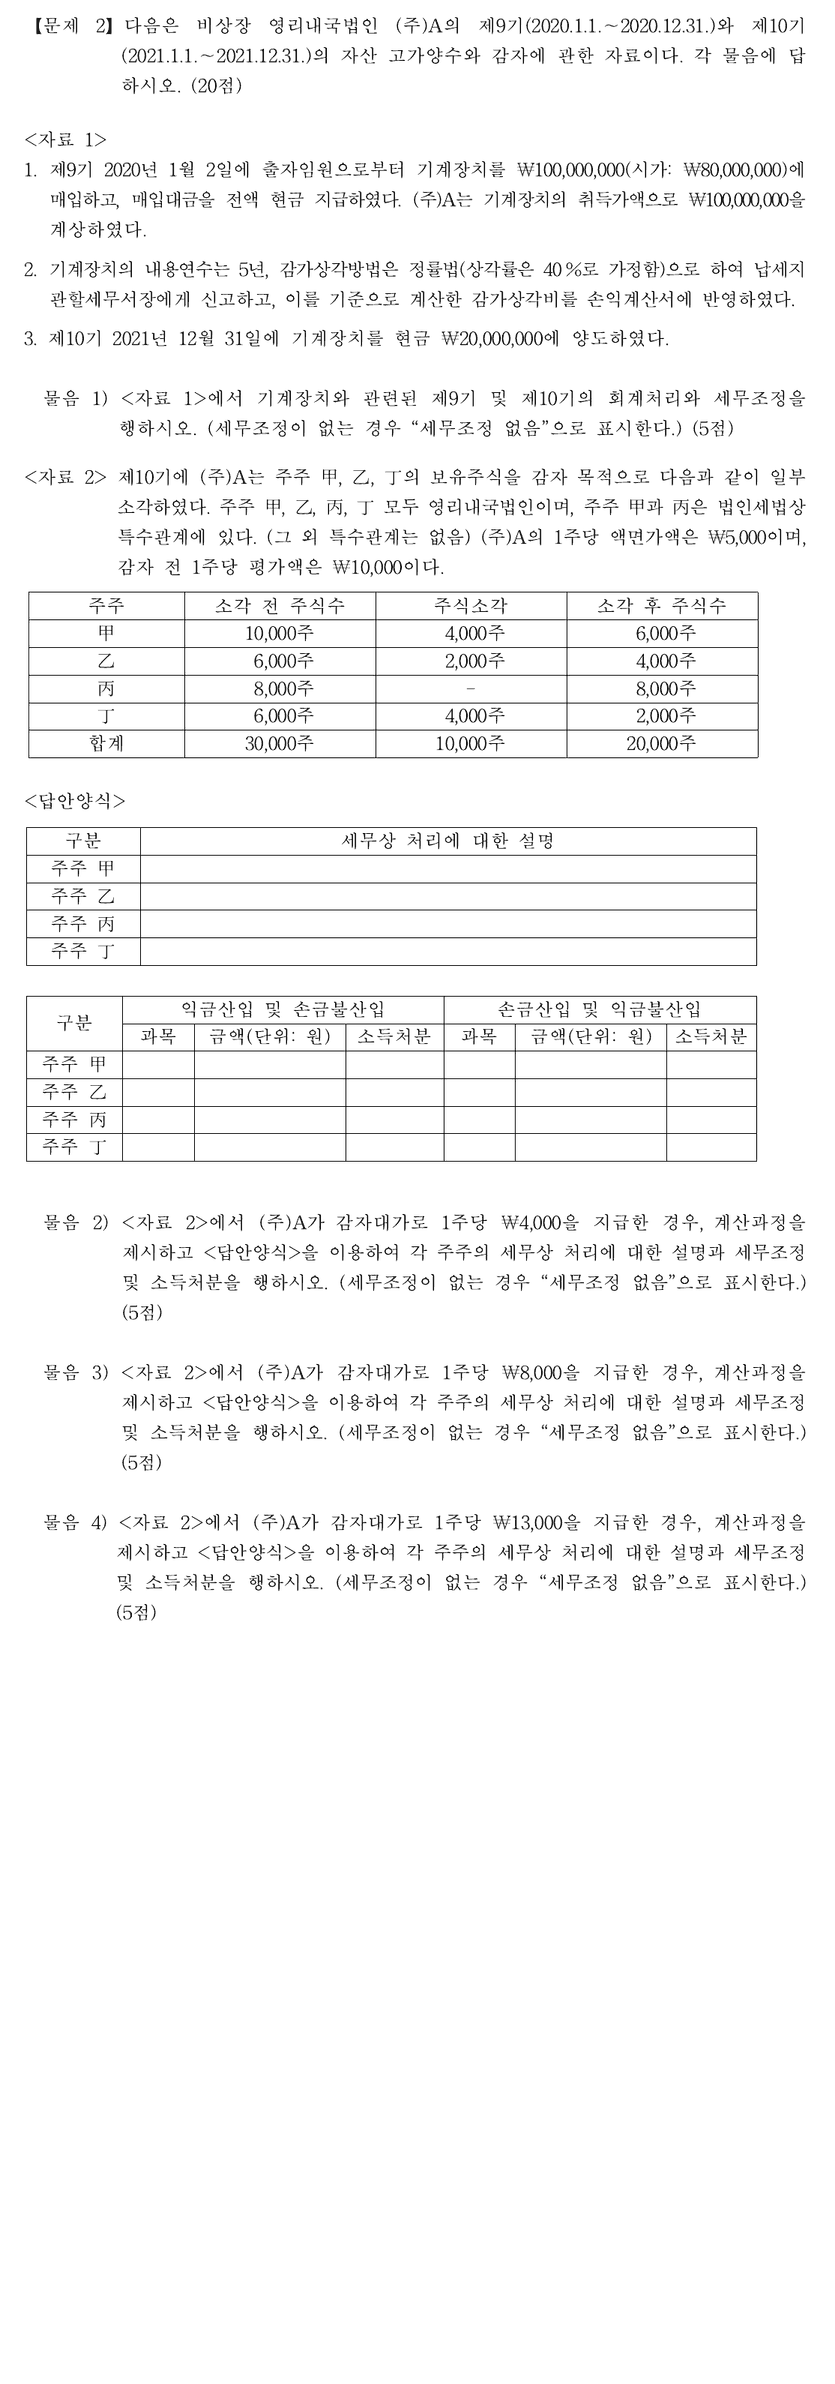 【문제 2】다음은 비상장 영리내국법인 (주)A의 제9기(2020.1.1.～2020.12.31.)와 제10기
(2021.1.1.～2021.12.31.)의 자산 고가양수와 감자에 관한 자료이다. 각 물음에 답
하시오. (20점)
<자료 1>
1. 제9기 2020년 1월 2일에 출자임원으로부터 기계장치를 ₩100,000,000(시가: ₩80,000,000)에
매입하고, 매입대금을 전액 현금 지급하였다. (주)A는 기계장치의 취득가액으로 ₩100,000,000을
계상하였다.
2. 기계장치의 내용연수는 5년, 감가상각방법은 정률법(상각률은 40％로 가정함)으로 하여 납세지
관할세무서장에게 신고하고, 이를 기준으로 계산한 감가상각비를 손익계산서에 반영하였다.
3. 제10기 2021년 12월 31일에 기계장치를 현금 ₩20,000,000에 양도하였다.
물음 1) <자료 1>에서 기계장치와 관련된 제9기 및 제10기의 회계처리와 세무조정을
행하시오. (세무조정이 없는 경우 “세무조정 없음”으로 표시한다.) (5점)
<자료 2> 제10기에 (주)A는 주주 甲, 乙, 丁의 보유주식을 감자 목적으로 다음과 같이 일부
소각하였다. 주주 甲, 乙, 丙, 丁 모두 영리내국법인이며, 주주 甲과 丙은 법인세법상
특수관계에 있다. (그 외 특수관계는 없음) (주)A의 1주당 액면가액은 ₩5,000이며,
감자 전 1주당 평가액은 ₩10,000이다.
주주 소각 전 주식수 주식소각 소각 후 주식수
甲 10,000주 4,000주 6,000주
乙 6,000주 2,000주 4,000주
丙 8,000주 － 8,000주
丁 6,000주 4,000주 2,000주
합계 30,000주 10,000주 20,000주
<답안양식>
구분 세무상 처리에 대한 설명
주주 甲
주주 乙
주주 丙
주주 丁
구분 익금산입 및 손금불산입 손금산입 및 익금불산입
과목 금액(단위: 원) 소득처분 과목 금액(단위: 원) 소득처분
주주 甲
주주 乙
주주 丙
주주 丁
물음 2) <자료 2>에서 (주)A가 감자대가로 1주당 ₩4,000을 지급한 경우, 계산과정을
제시하고 <답안양식>을 이용하여 각 주주의 세무상 처리에 대한 설명과 세무조정
및 소득처분을 행하시오. (세무조정이 없는 경우 “세무조정 없음”으로 표시한다.)
(5점)
물음 3) <자료 2>에서 (주)A가 감자대가로 1주당 ₩8,000을 지급한 경우, 계산과정을
제시하고 <답안양식>을 이용하여 각 주주의 세무상 처리에 대한 설명과 세무조정
및 소득처분을 행하시오. (세무조정이 없는 경우 “세무조정 없음”으로 표시한다.)
(5점)
물음 4) <자료 2>에서 (주)A가 감자대가로 1주당 ₩13,000을 지급한 경우, 계산과정을
제시하고 <답안양식>을 이용하여 각 주주의 세무상 처리에 대한 설명과 세무조정
및 소득처분을 행하시오. (세무조정이 없는 경우 “세무조정 없음”으로 표시한다.)
(5점)